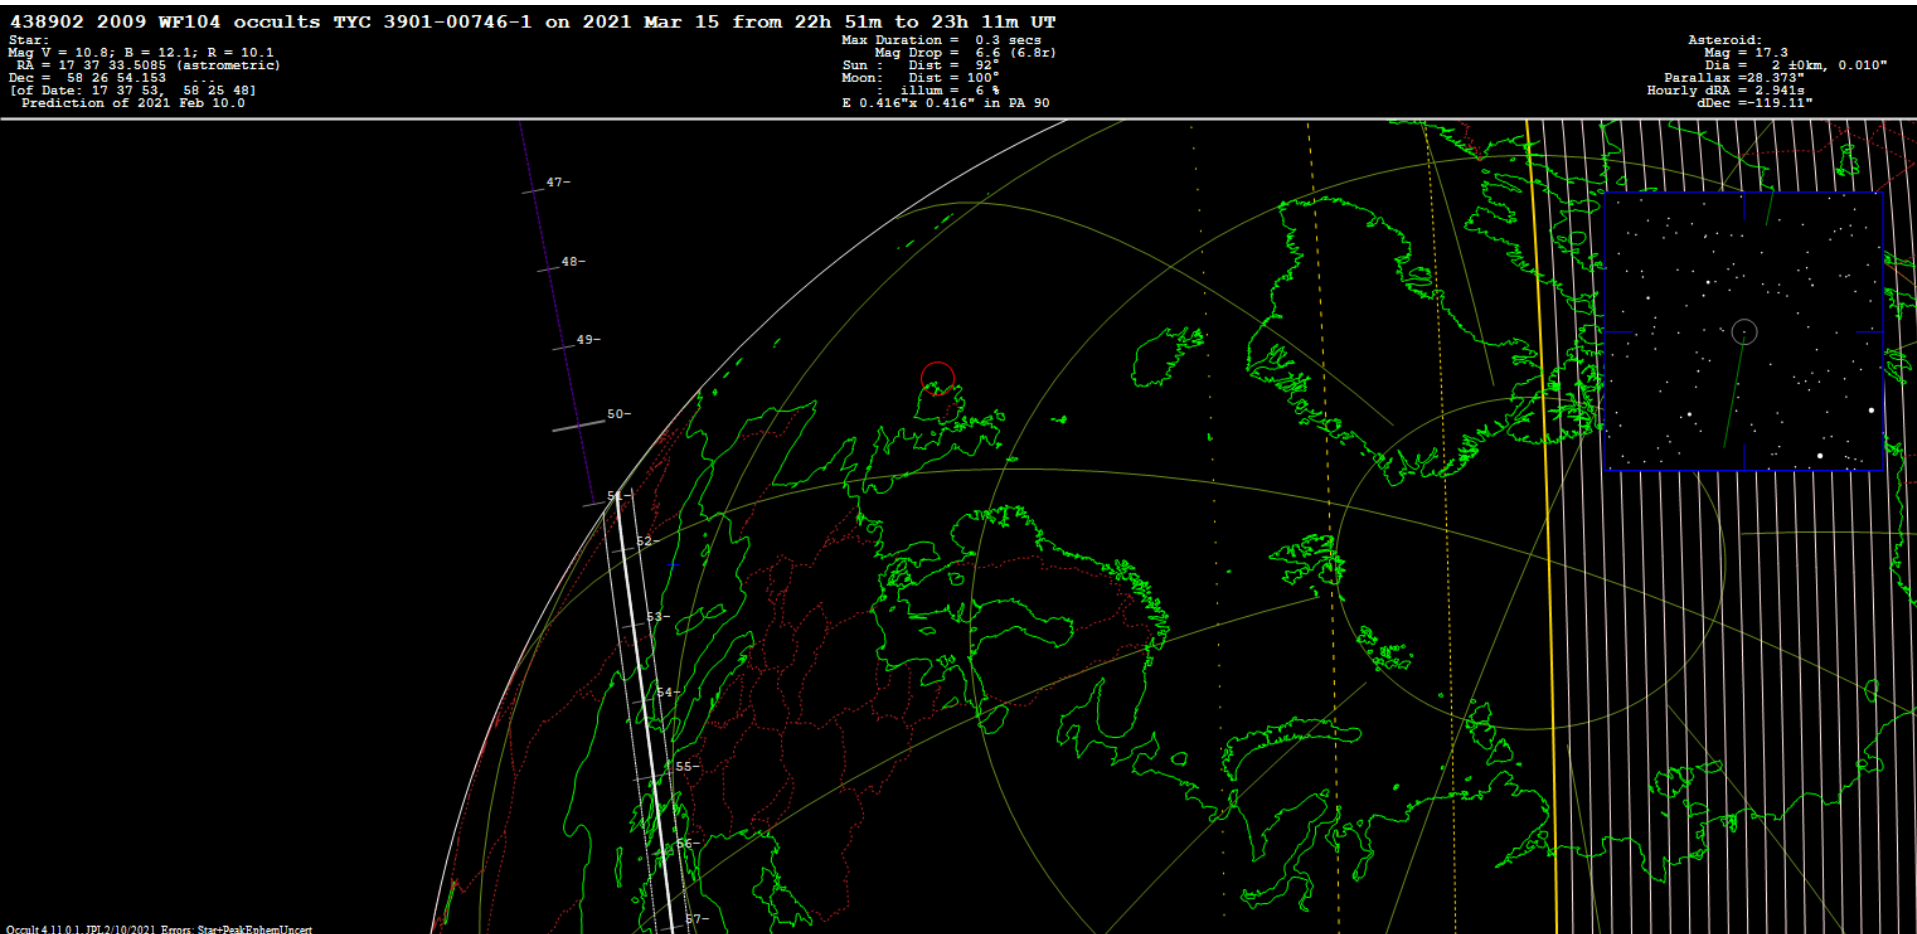 438902 2009 WF104 occults TYC 3901-00746-1 on 2021 Mar 15 from 22h 51m to 23h 11m UT
Star:
Mag V = 10.8; B = 12.1; R = 10.1
RA = 17 37 33.5085 (astrometric)
Dec = 58 26 54.153 ...
[of Date: 17 37 53, 58 25 48]
Prediction of 2021 Feb 10.0
Max Duration = 0.3 secs
Mag Drop = 6.6 (6.8r)
Sun : Dist = 92°
Moon: Dist = 100°
: illum = 6 %
E 0.416"x 0.416" in PA 90
Asteroid:
Mag = 17.3
Dia = 2 ±0km, 0.010"
Parallax =28.373"
Hourly dRA = 2.941s
dDec =-119.11"
47-
48-
49-
50-
51-
52-
53-
54-
55-
56-
57-
Occult 4.11.0.1, JPL2/10/2021 Errors: Star+PeakEphemUncert